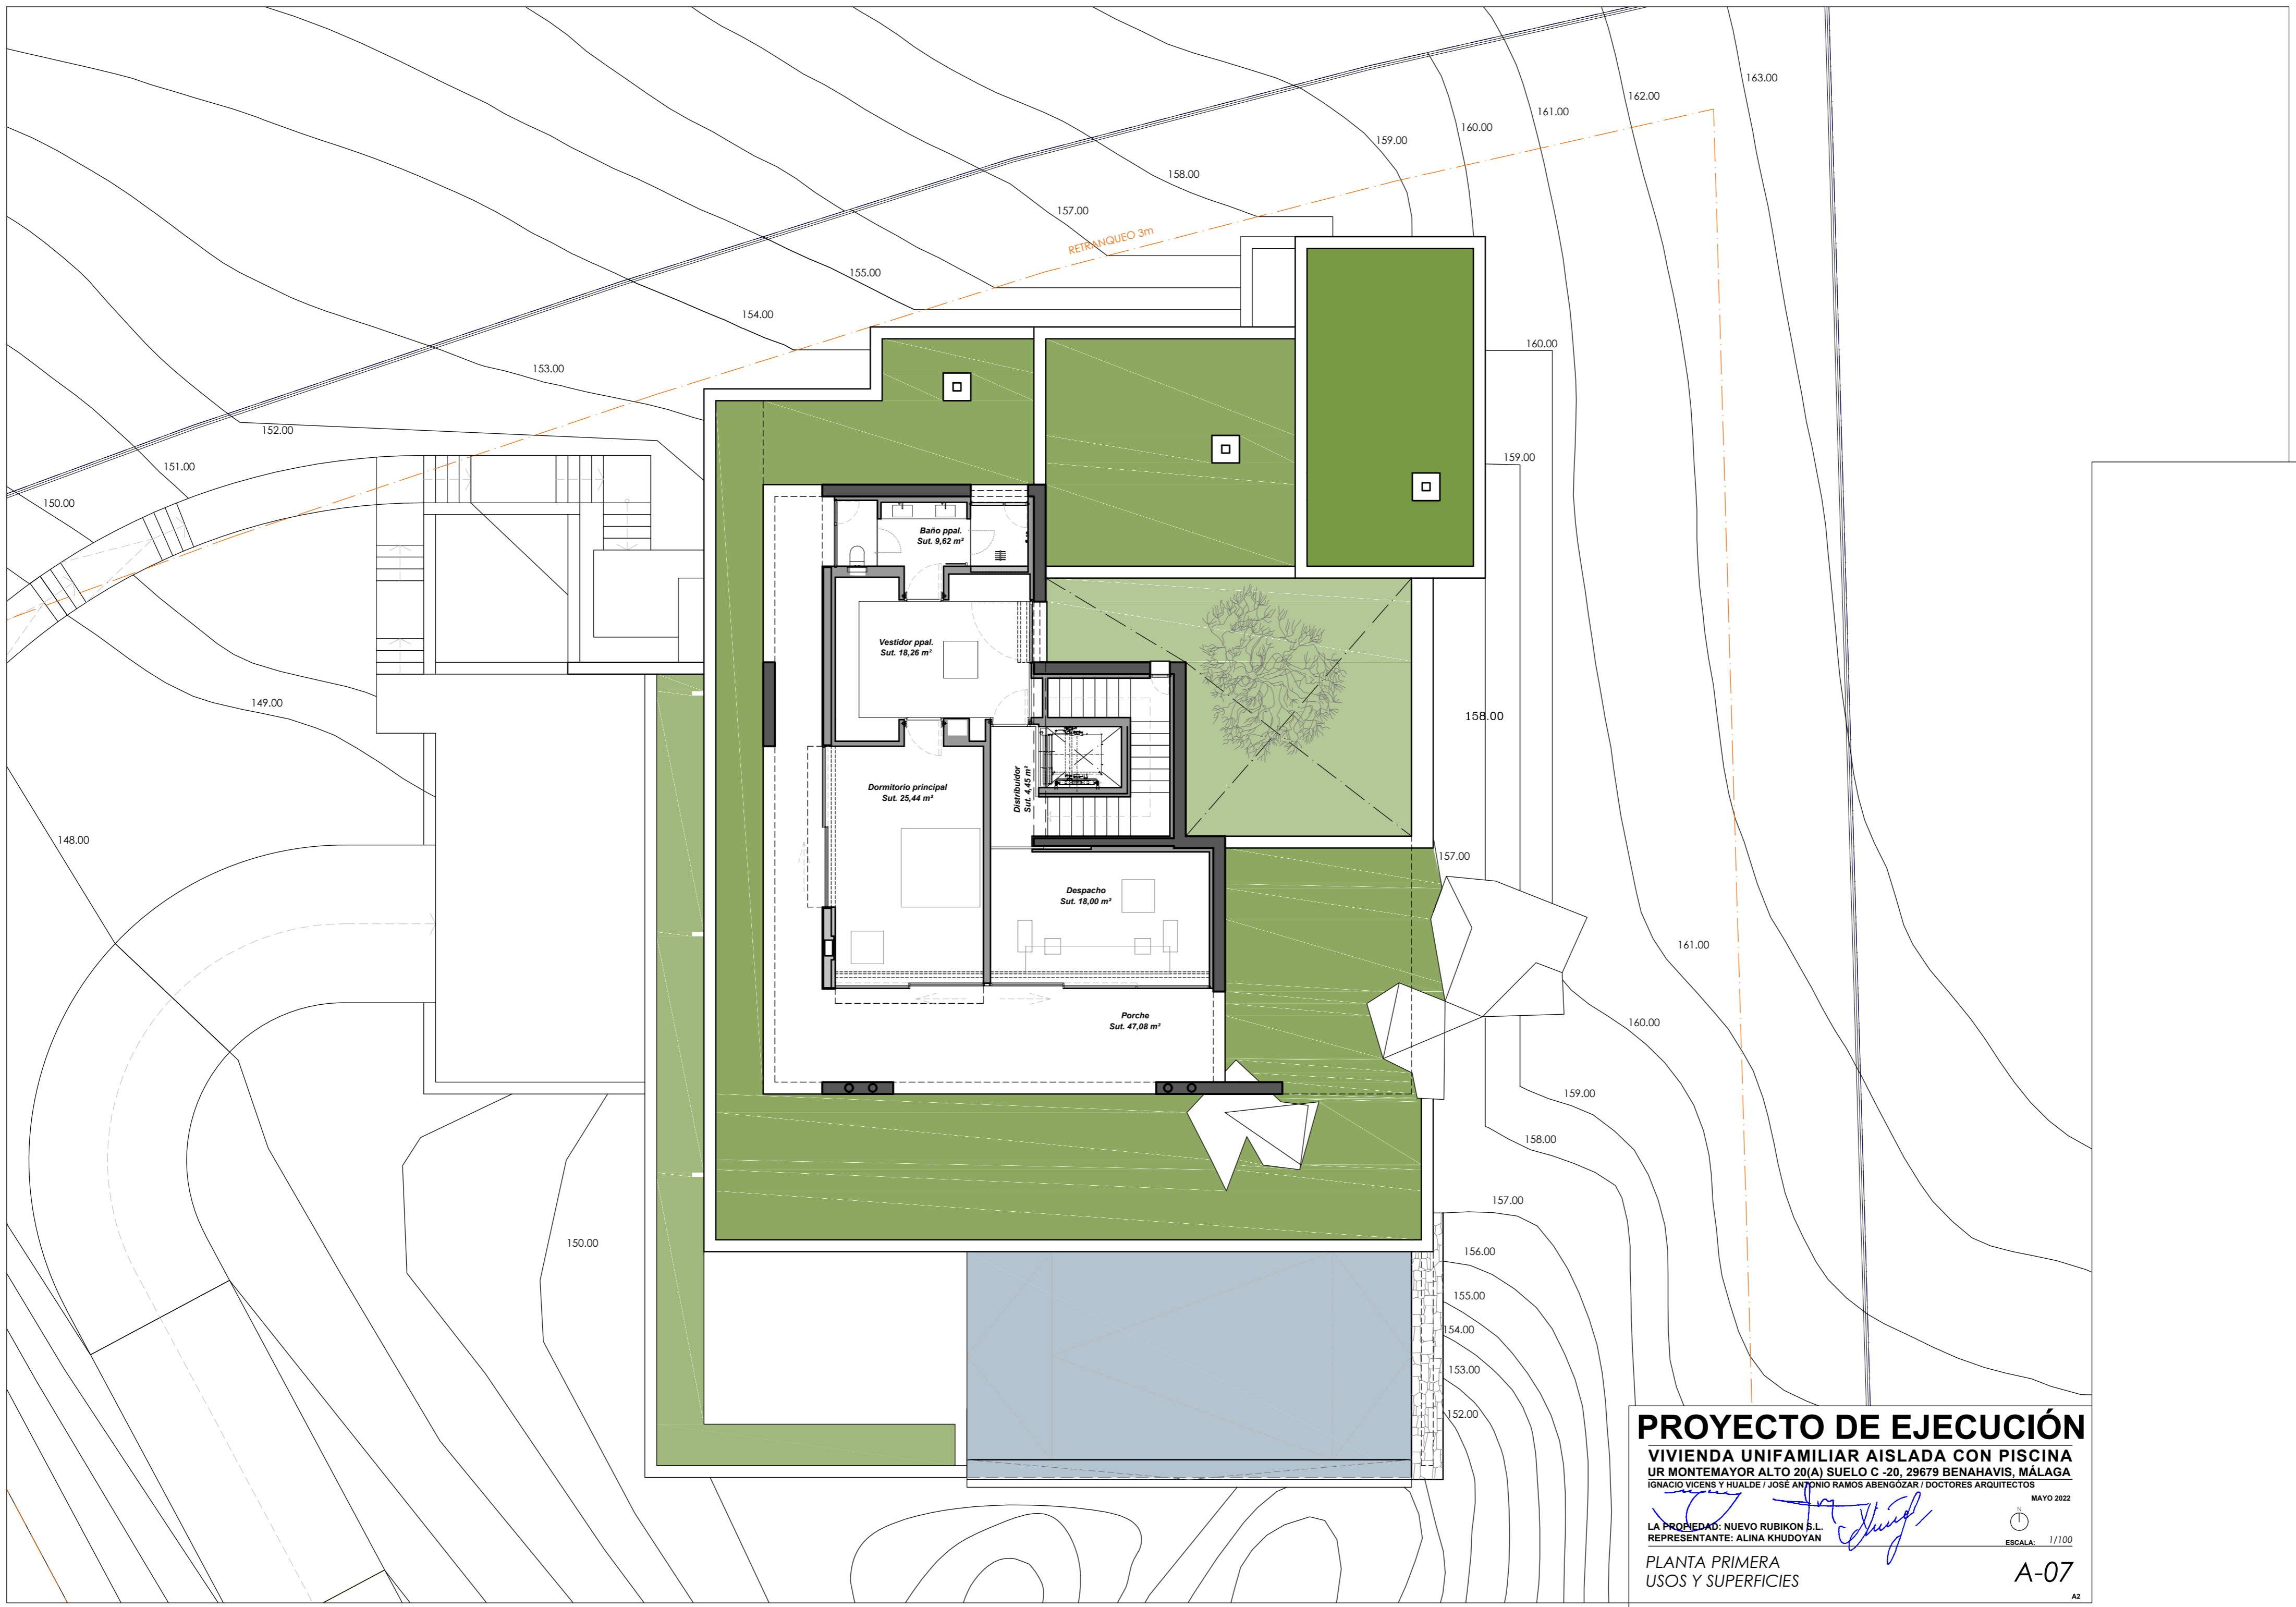 163.00
162.00
161.00
160.00
159.00
158.00
157.00
RETRANQUEO 3m
155.00
154.00
153.00
152.00
151.00
150.00
149.00
148.00
150.00
160.00
159.00
158.00
157.00
161.00
160.00
159.00
158.00
157.00
156.00
155.00
154.00
153.00
152.00
Baño ppal.
Sut. 9,62 m²
Vestidor ppal.
Sut. 18,26 m²
Dormitorio principal
Sut. 25,44 m²
Distribuidor
Sut. 4,45 m²
Despacho
Sut. 18,00 m²
Porche
Sut. 47,08 m²
PROYECTO DE EJECUCIÓN
VIVIENDA UNIFAMILIAR AISLADA CON PISCINA
UR MONTEMAYOR ALTO 20(A) SUELO C -20, 29679 BENAHAVIS, MÁLAGA
IGNACIO VICENS Y HUALDE / JOSÉ ANTONIO RAMOS ABENGÓZAR / DOCTORES ARQUITECTOS
MAYO 2022
N
LA PROPIEDAD: NUEVO RUBIKON S.L.
REPRESENTANTE: ALINA KHUDOYAN
ESCALA: 1/100
PLANTA PRIMERA
USOS Y SUPERFICIES
A-07
A2